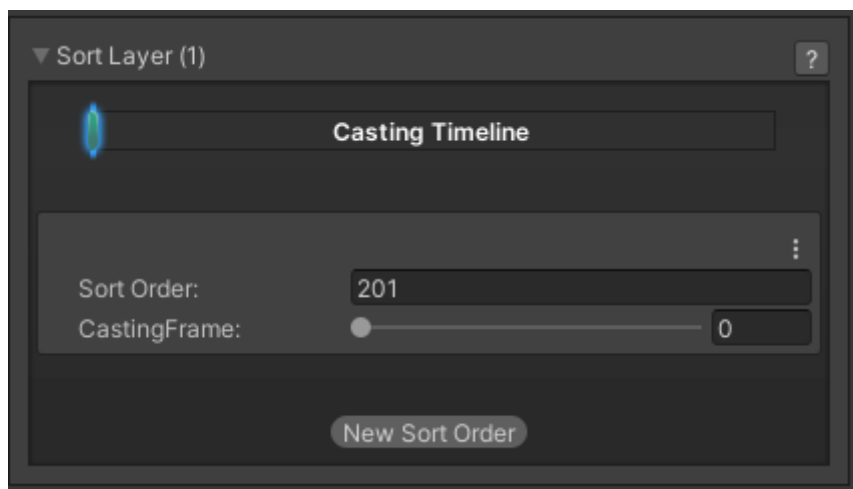 Sort Layer (1)
?
Casting Timeline
Sort Order: 201
CastingFrame: 0
New Sort Order